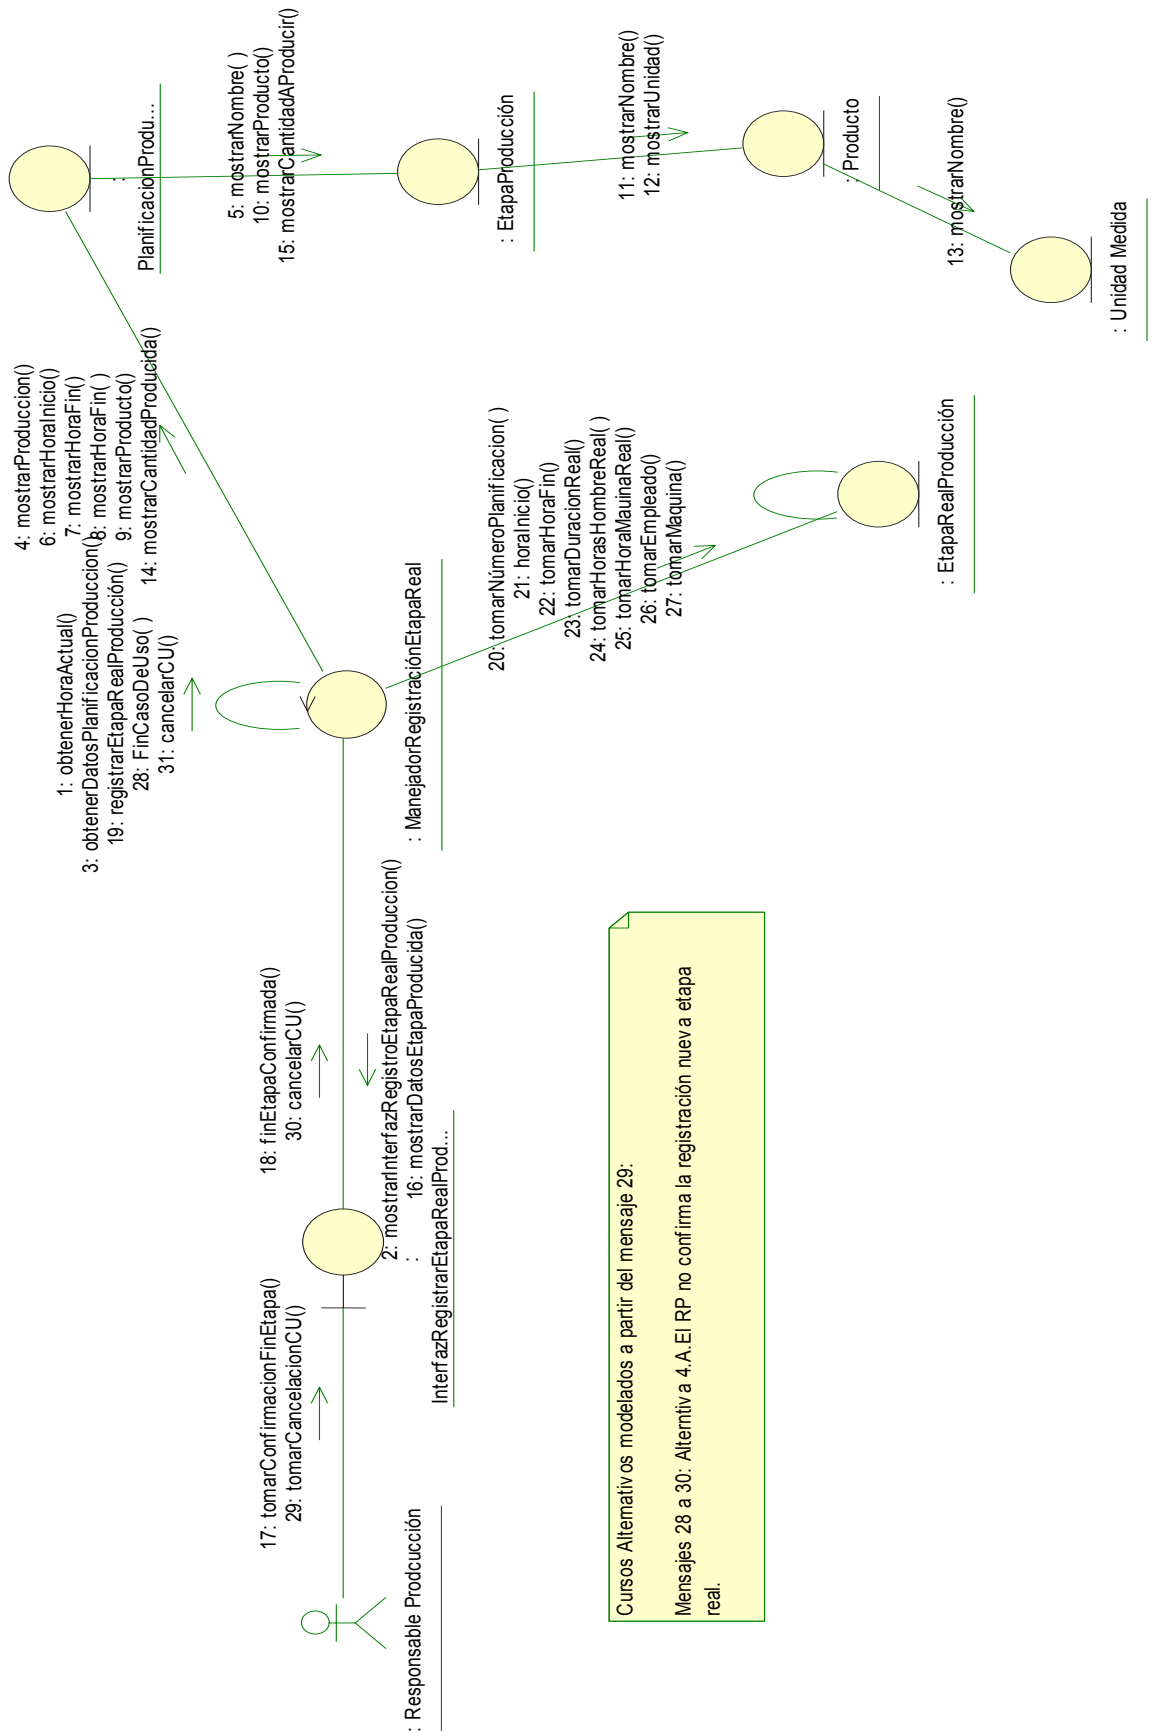 : Responsable Prodcucción
17: tomarConfirmacionFinEtapa()
29: tomarCancelacionCU()
:
InterfazRegistrarEtapaRealProd...
18: finEtapaConfirmada()
30: cancelarCU()
2: mostrarInterfazRegistroEtapaRealProduccion()
16: mostrarDatosEtapaProducida()
: ManejadorRegistraciónEtapaReal
1: obtenerHoraActual()
3: obtenerDatosPlanificacionProduccion()
19: registrarEtapaRealProducción()
28: FinCasoDeUso( )
31: cancelarCU()
4: mostrarProduccion()
6: mostrarHoraInicio()
7: mostrarHoraFin()
8: mostrarHoraFin( )
9: mostrarProducto()
14: mostrarCantidadProducida()
:
PlanificacionProdu...
5: mostrarNombre( )
10: mostrarProducto()
15: mostrarCantidadAProducir()
: EtapaProducción
11: mostrarNombre()
12: mostrarUnidad()
: Producto
13: mostrarNombre()
: Unidad Medida
20: tomarNúmeroPlanificacion( )
21: horaInicio()
22: tomarHoraFin()
23: tomarDuracionReal()
24: tomarHorasHombreReal( )
25: tomarHoraMauinaReal()
26: tomarEmpleado()
27: tomarMaquina()
: EtapaRealProducción
Cursos Alternativos modelados a partir del mensaje 29:
Mensajes 28 a 30: Alterntiva 4.A.El RP no confirma la registración nueva etapa
real.